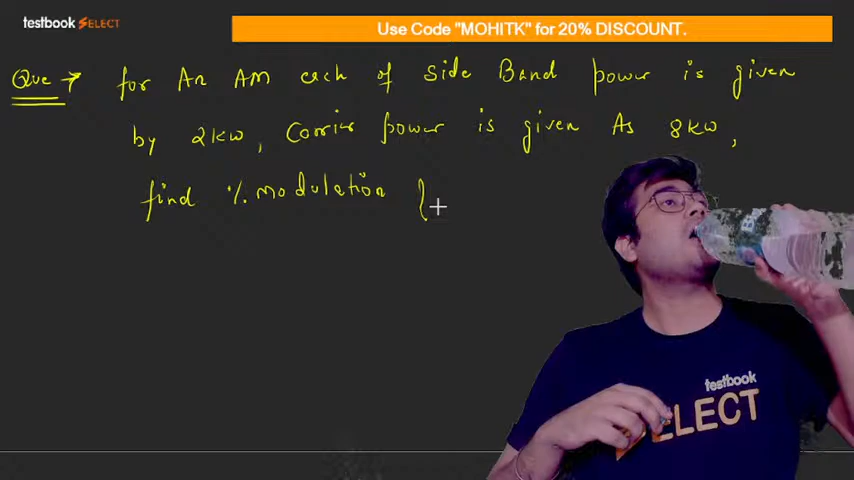 testbook SELECT
Use Code "MOHITK" for 20% DISCOUNT.
Que → for An AM each of Side Band power is given
by 2kw, Carrier power is given As 8kw,
find % modulation {
testbook
SELECT